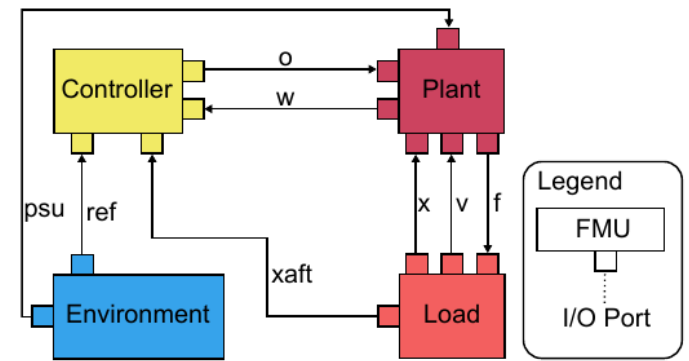 o
Controller
Plant
w
Legend
psu
ref
x
v
f
FMU
xaft
Environment
Load
I/O Port